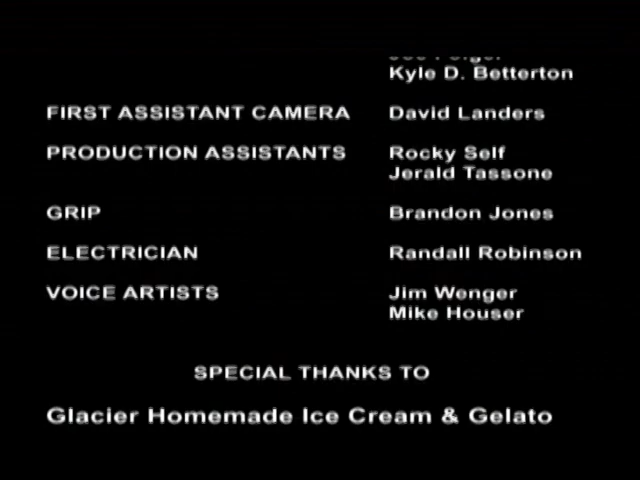 Kyle D. Betterton
FIRST ASSISTANT CAMERA David Landers
PRODUCTION ASSISTANTS Rocky Self
Jerald Tassone
GRIP Brandon Jones
ELECTRICIAN Randall Robinson
VOICE ARTISTS Jim Wenger
Mike Houser
SPECIAL THANKS TO
Glacier Homemade Ice Cream & Gelato